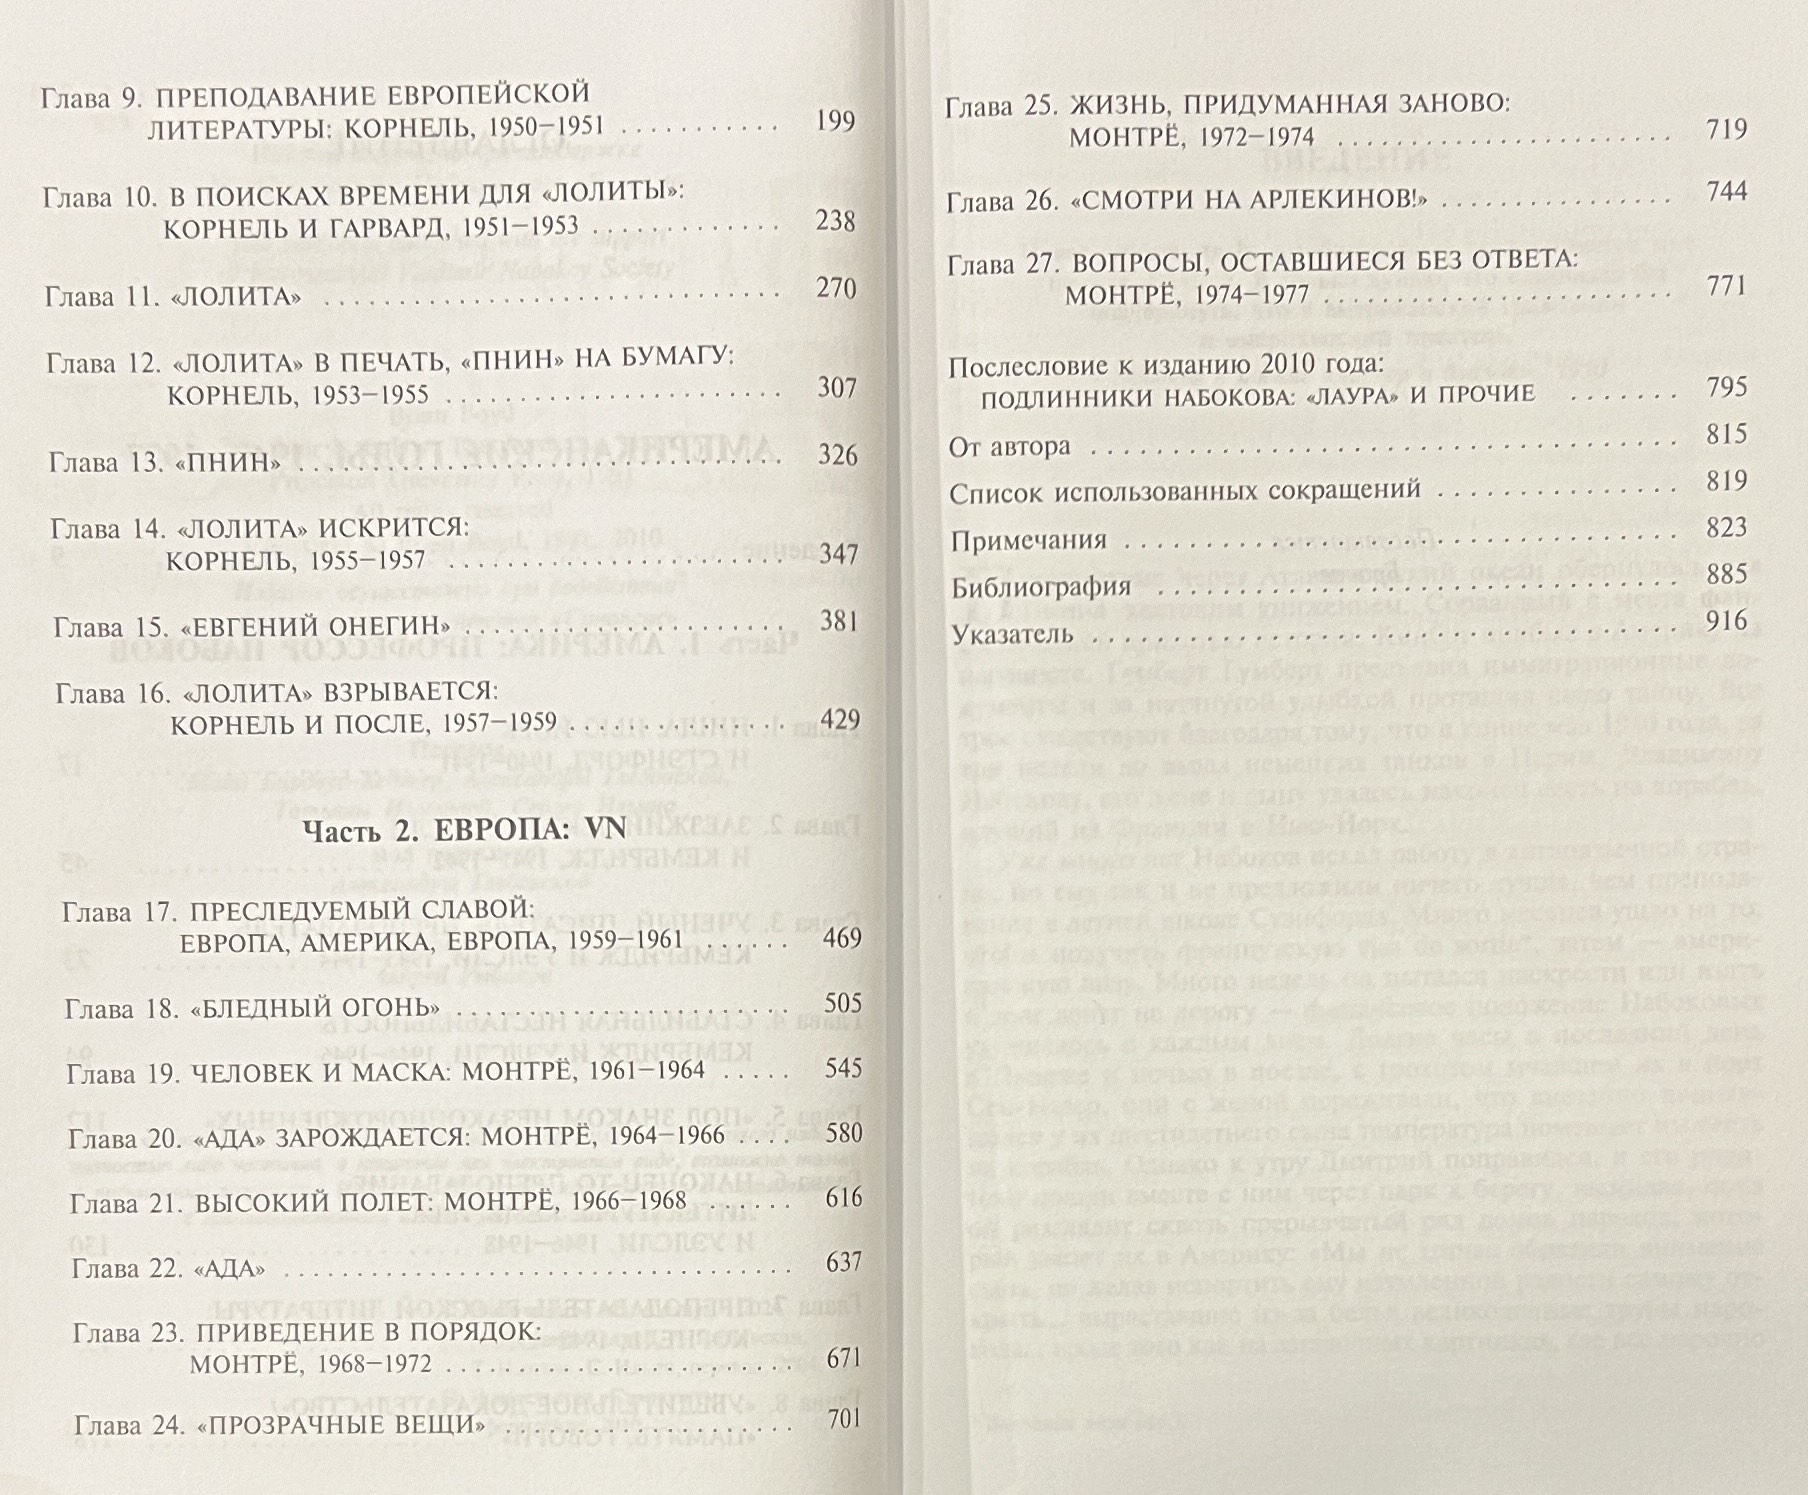 Глава 9. ПРЕПОДАВАНИЕ ЕВРОПЕЙСКОЙ
ЛИТЕРАТУРЫ: КОРНЕЛЬ, 1950–1951 . . . . . . . . . . . 199
Глава 10. В ПОИСКАХ ВРЕМЕНИ ДЛЯ «ЛОЛИТЫ»:
КОРНЕЛЬ И ГАРВАРД, 1951–1953 . . . . . . . . . . . . . 238
Глава 11. «ЛОЛИТА» . . . . . . . . . . . . . . . . . . . . . . . . . . . . . . 270
Глава 12. «ЛОЛИТА» В ПЕЧАТЬ, «ПНИН» НА БУМАГУ:
КОРНЕЛЬ, 1953–1955 . . . . . . . . . . . . . . . . . . . . . . 307
Глава 13. «ПНИН» . . . . . . . . . . . . . . . . . . . . . . . . . . . . . . . . 326
Глава 14. «ЛОЛИТА» ИСКРИТСЯ:
КОРНЕЛЬ, 1955–1957 . . . . . . . . . . . . . . . . . . . . . . 347
Глава 15. «ЕВГЕНИЙ ОНЕГИН» . . . . . . . . . . . . . . . . . . . . . 381
Глава 16. «ЛОЛИТА» ВЗРЫВАЕТСЯ:
КОРНЕЛЬ И ПОСЛЕ, 1957–1959 . . . . . . . . . . . . . . 429
Часть 2. ЕВРОПА: VN
Глава 17. ПРЕСЛЕДУЕМЫЙ СЛАВОЙ:
ЕВРОПА, АМЕРИКА, ЕВРОПА, 1959–1961 . . . . . . 469
Глава 18. «БЛЕДНЫЙ ОГОНЬ» . . . . . . . . . . . . . . . . . . . . . . 505
Глава 19. ЧЕЛОВЕК И МАСКА: МОНТРЁ, 1961–1964 . . . . . 545
Глава 20. «АДА» ЗАРОЖДАЕТСЯ: МОНТРЁ, 1964–1966 . . . . 580
Глава 21. ВЫСОКИЙ ПОЛЕТ: МОНТРЁ, 1966–1968 . . . . . . 616
Глава 22. «АДА» . . . . . . . . . . . . . . . . . . . . . . . . . . . . . . . . . 637
Глава 23. ПРИВЕДЕНИЕ В ПОРЯДОК:
МОНТРЁ, 1968–1972 . . . . . . . . . . . . . . . . . . . . . . . 671
Глава 24. «ПРОЗРАЧНЫЕ ВЕЩИ» . . . . . . . . . . . . . . . . . . . 701
Глава 25. ЖИЗНЬ, ПРИДУМАННАЯ ЗАНОВО:
МОНТРЁ, 1972–1974 . . . . . . . . . . . . . . . . . . . . . . . 719
Глава 26. «СМОТРИ НА АРЛЕКИНОВ!» . . . . . . . . . . . . . . . . 744
Глава 27. ВОПРОСЫ, ОСТАВШИЕСЯ БЕЗ ОТВЕТА:
МОНТРЁ, 1974–1977 . . . . . . . . . . . . . . . . . . . . . . . . 771
Послесловие к изданию 2010 года:
ПОДЛИННИКИ НАБОКОВА: «ЛАУРА» И ПРОЧИЕ . . . . . . . 795
От автора . . . . . . . . . . . . . . . . . . . . . . . . . . . . . . . . . . . . . . 815
Список использованных сокращений . . . . . . . . . . . . . . . . 819
Примечания . . . . . . . . . . . . . . . . . . . . . . . . . . . . . . . . . . . . 823
Библиография . . . . . . . . . . . . . . . . . . . . . . . . . . . . . . . . . . 885
Указатель . . . . . . . . . . . . . . . . . . . . . . . . . . . . . . . . . . . . . . 916